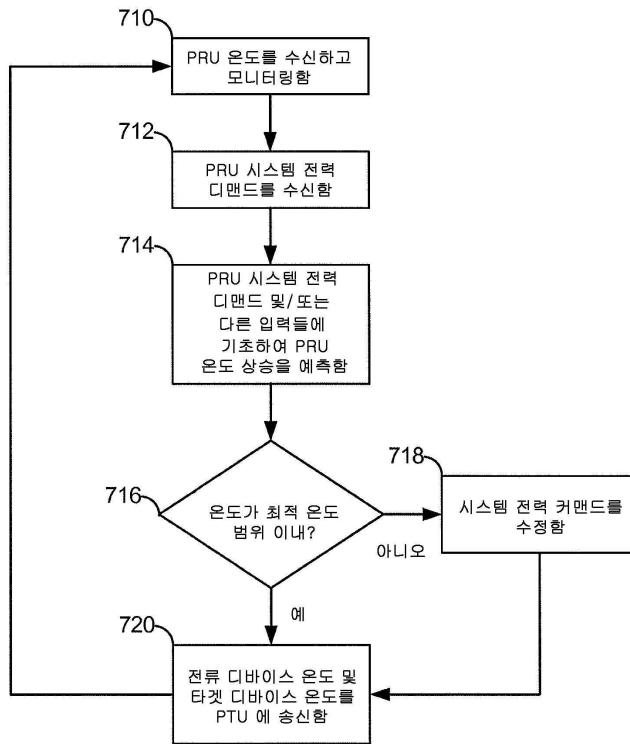 710
PRU 온도를 수신하고
모니터링함
712
PRU 시스템 전력
디맨드를 수신함
714
PRU 시스템 전력
디맨드 및/또는
다른 입력들에
기초하여 PRU
온도 상승을 예측함
716
온도가 최적 온도
범위 이내?
아니오
718
시스템 전력 커맨드를
수정함
예
720
전류 디바이스 온도 및
타겟 디바이스 온도를
PTU 에 송신함